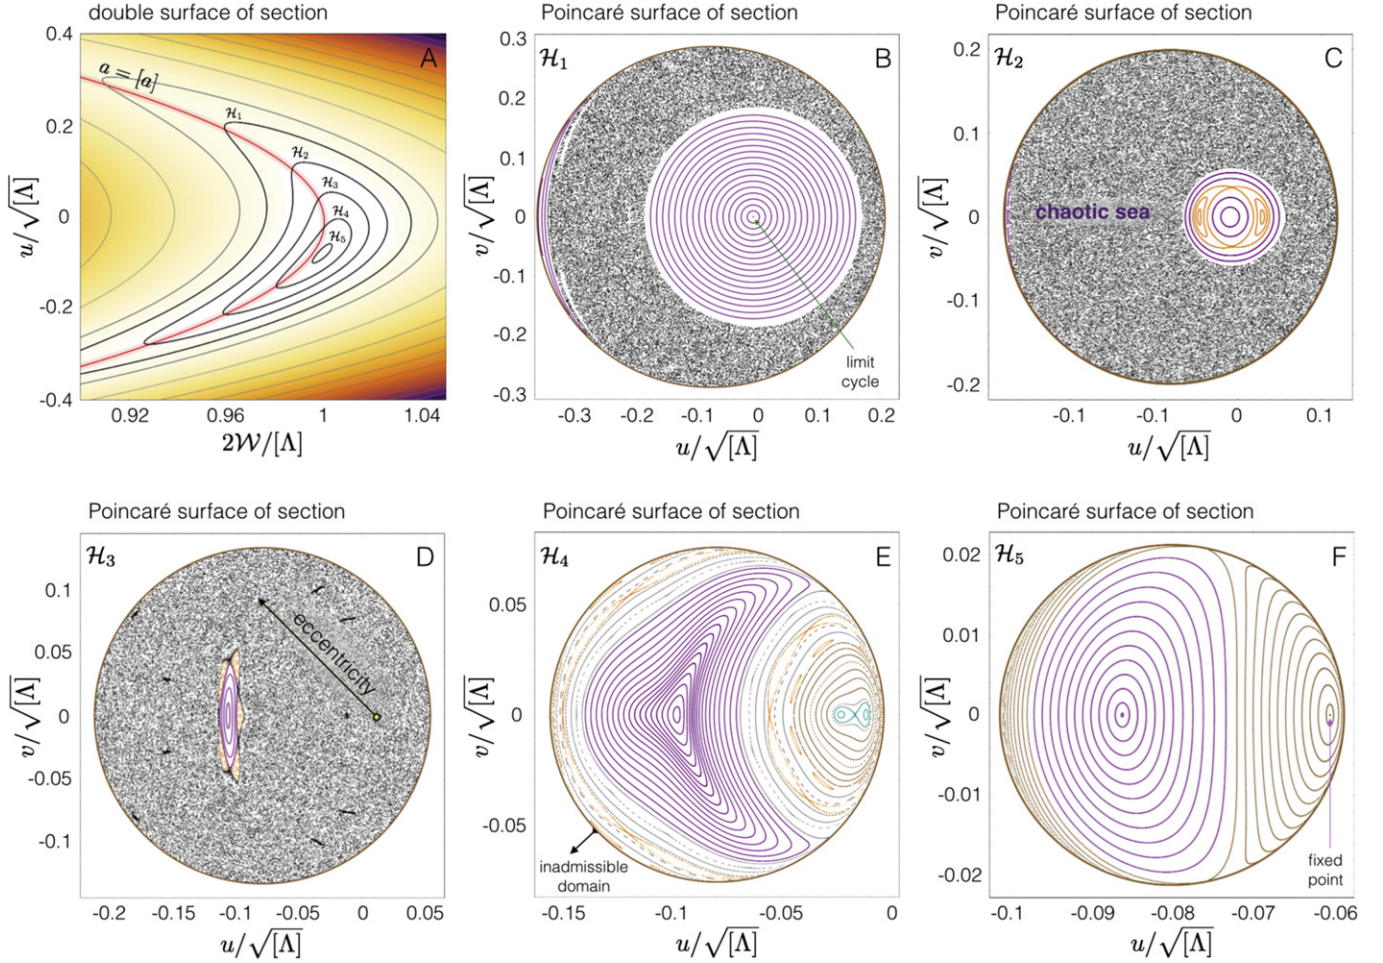 double surface of section
A
a = [a]
ℋ₁
ℋ₂
ℋ₃
ℋ₄
ℋ₅
0.4
0.2
0
-0.2
-0.4
u/√[Λ]
0.92 0.96 1 1.04
2𝒲/[Λ]
Poincaré surface of section
ℋ₁ B
0.3
0.2
0.1
0
-0.1
-0.2
-0.3
v/√[Λ]
limit
cycle
-0.3 -0.2 -0.1 0 0.1 0.2
u/√[Λ]
Poincaré surface of section
ℋ₂ C
0.2
0.1
0
-0.1
-0.2
v/√[Λ]
chaotic sea
-0.1 -0.1 0 0.1
u/√[Λ]
Poincaré surface of section
ℋ₃ D
0.1
0.05
0
-0.05
-0.1
v/√[Λ]
eccentricity
-0.2 -0.15 -0.1 -0.05 0 0.05
u/√[Λ]
Poincaré surface of section
ℋ₄ E
0.05
0
-0.05
v/√[Λ]
inadmissible
domain
-0.15 -0.1 -0.05 0
u/√[Λ]
Poincaré surface of section
ℋ₅ F
0.02
0.01
0
-0.01
-0.02
v/√[Λ]
fixed
point
-0.1 -0.09 -0.08 -0.07 -0.06
u/√[Λ]